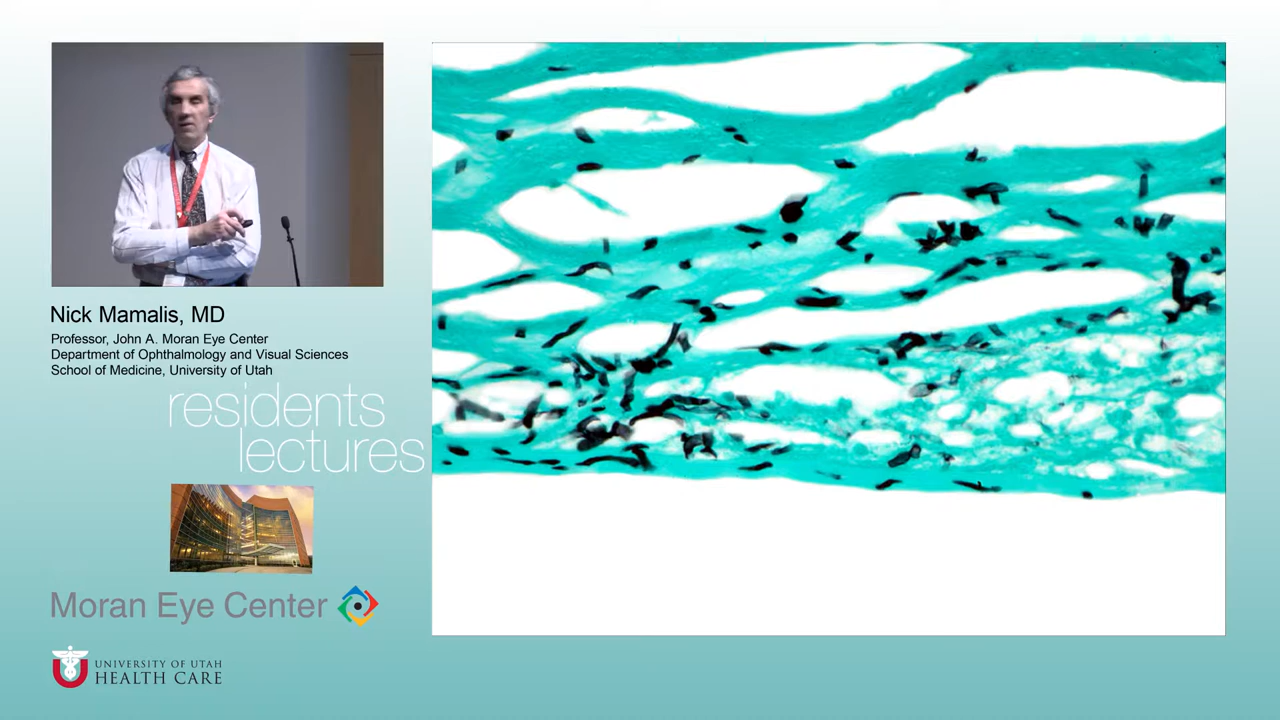 Nick Mamalis, MD
Professor, John A. Moran Eye Center
Department of Ophthalmology and Visual Sciences
School of Medicine, University of Utah
residents
lectures
Moran Eye Center
UNIVERSITY OF UTAH
HEALTH CARE